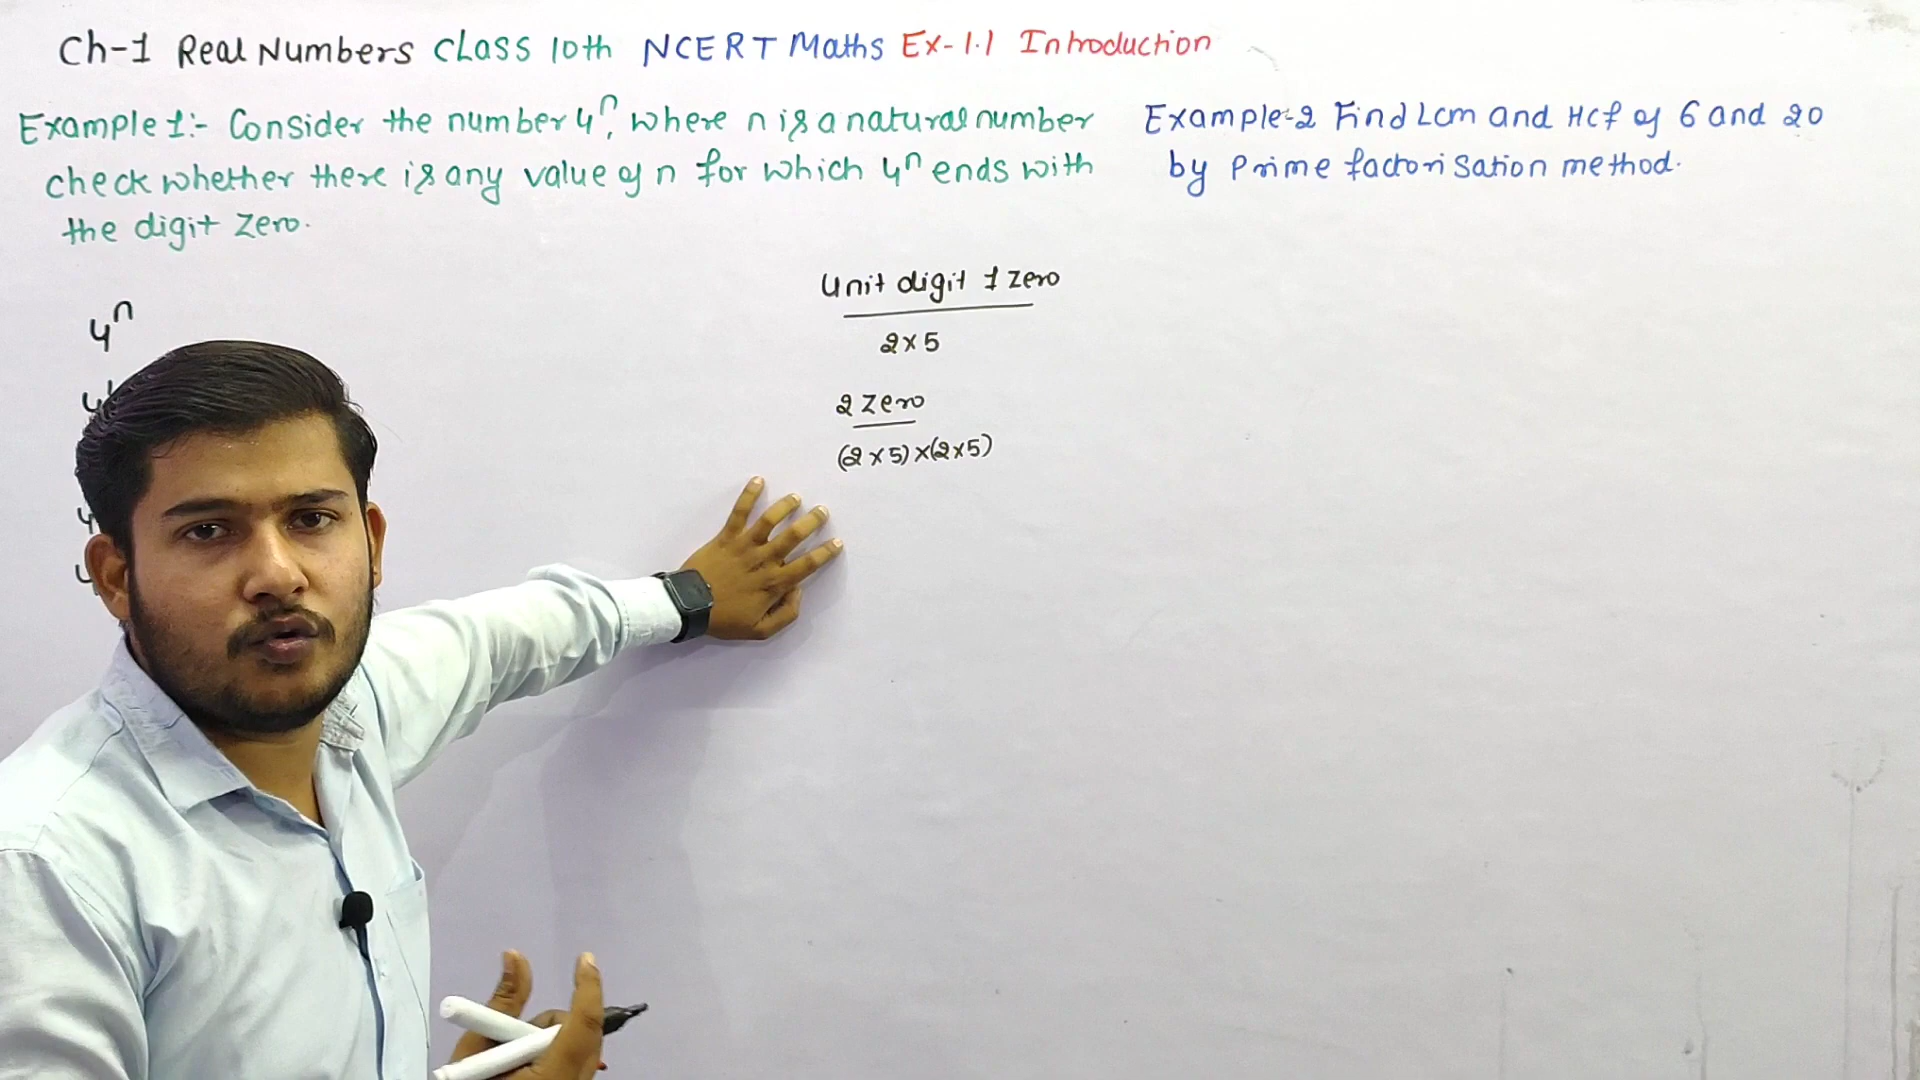 Ch-1 Real Numbers Class 10th NCERT Maths Ex-1.1 Introduction
Example 1:- Consider the number 4ⁿ, where n is a natural number
check whether there is any value of n for which 4ⁿ ends with
the digit zero.
Example-2 Find Lcm and HCf of 6 and 20
by Prime factorisation method.
4ⁿ
Unit digit 1 zero
2 x 5
2 zero
(2 x 5) x (2 x 5)